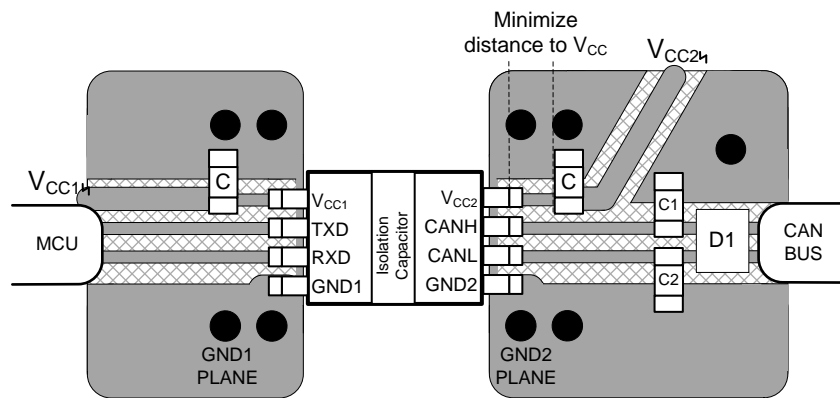 Minimize
distance to VCC
VCC2
VCC1
C
C
VCC1
TXD
RXD
GND1
Isolation
Capacitor
VCC2
CANH
CANL
GND2
C1
C2
D1
MCU
CAN
BUS
GND1
PLANE
GND2
PLANE